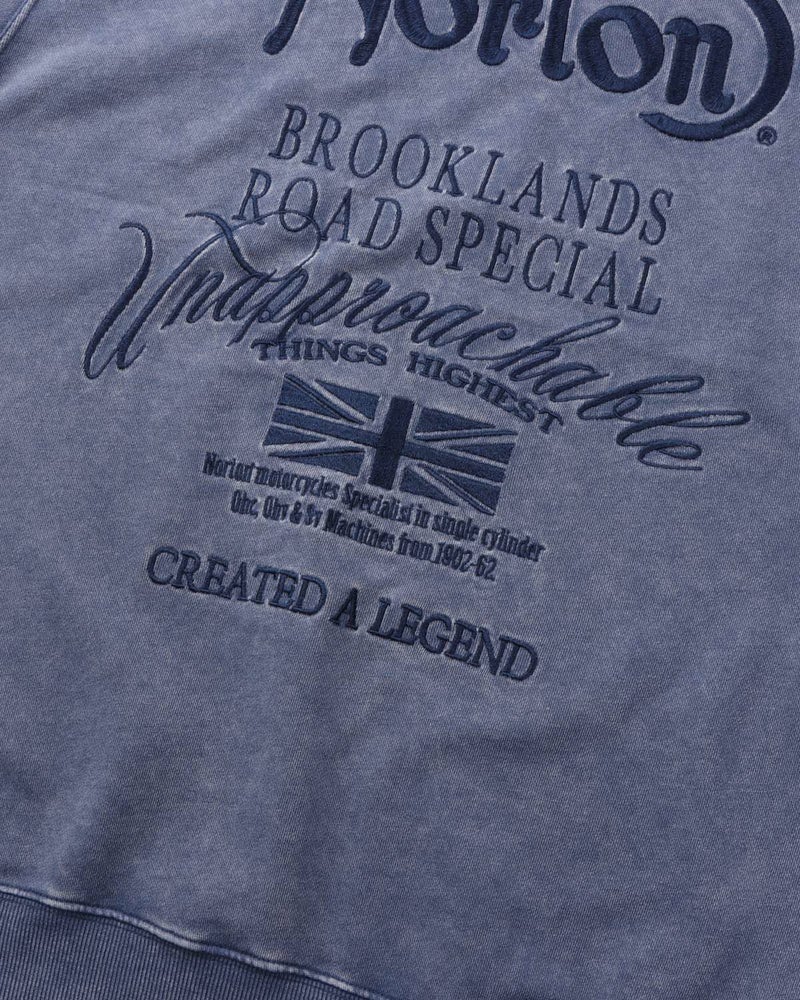 Norton®
BROOKLANDS
ROAD SPECIAL
Unapproachable
THINGS HIGHEST
Norton motorcycles Specialist in single cylinder
Ohc, Ohv & Sv Machines from 1902-62
CREATED A LEGEND